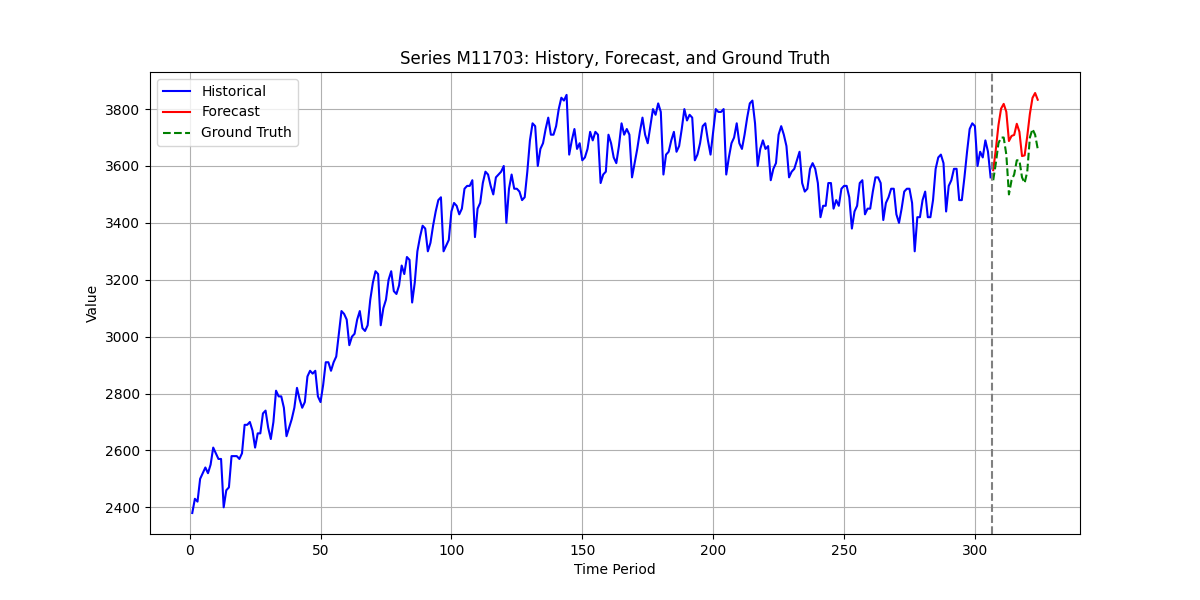 Series M11703: History, Forecast, and Ground Truth
Historical
Forecast
Ground Truth
Value
3800
3600
3400
3200
3000
2800
2600
2400
0 50 100 150 200 250 300
Time Period